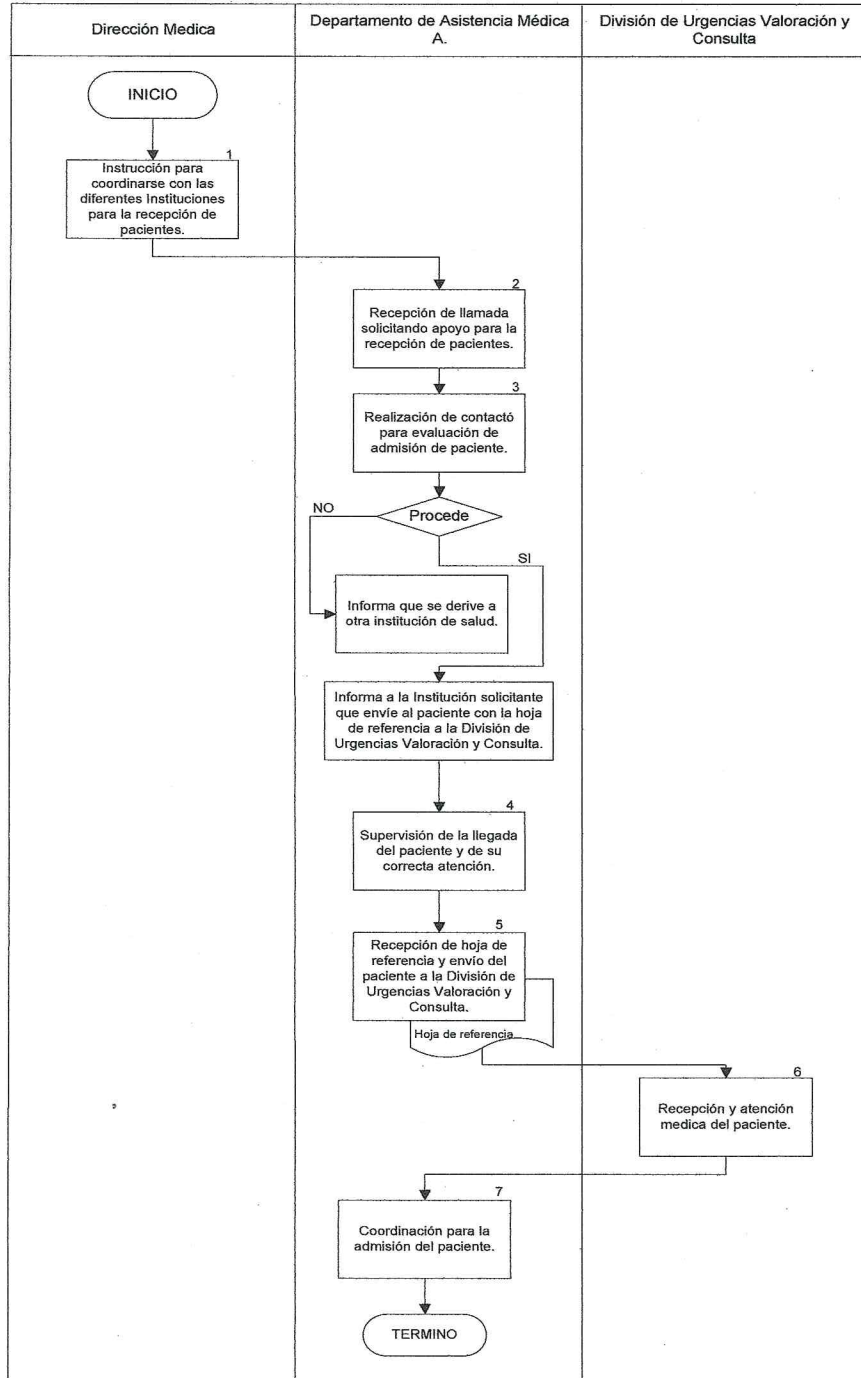 Dirección Medica
Departamento de Asistencia Médica
A.
División de Urgencias Valoración y
Consulta
INICIO
1
Instrucción para
coordinarse con las
diferentes Instituciones
para la recepción de
pacientes.
2
Recepción de llamada
solicitando apoyo para la
recepción de pacientes.
3
Realización de contactó
para evaluación de
admisión de paciente.
Procede
NO
SI
Informa que se derive a
otra institución de salud.
Informa a la Institución solicitante
que envíe al paciente con la hoja
de referencia a la División de
Urgencias Valoración y Consulta.
4
Supervisión de la llegada
del paciente y de su
correcta atención.
5
Recepción de hoja de
referencia y envío del
paciente a la División de
Urgencias Valoración y
Consulta.
Hoja de referencia
6
Recepción y atención
medica del paciente.
7
Coordinación para la
admisión del paciente.
TERMINO